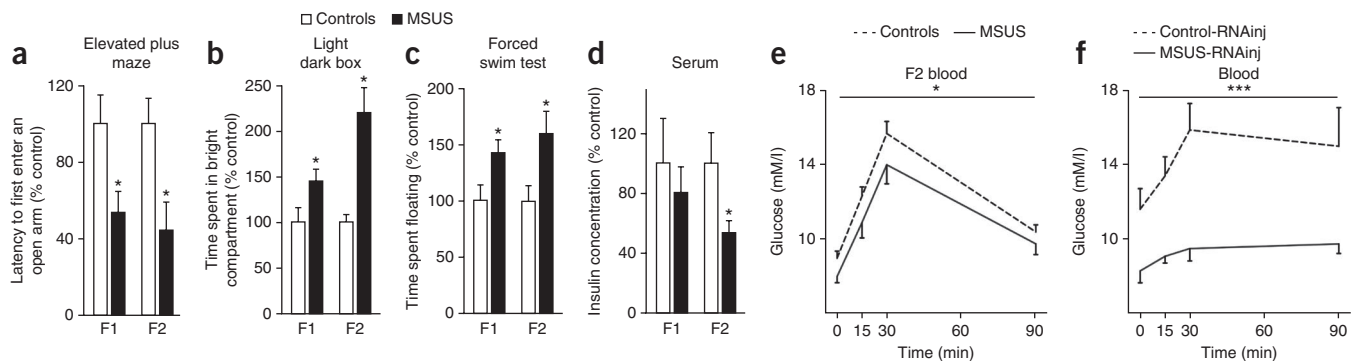 Controls MSUS
a Elevated plus
maze
Latency to first enter an
open arm (% control)
120
80
40
0
F1 F2
b Light
dark box
Time spent in bright
compartment (% control)
250
200
150
100
50
0
* *
F1 F2
c Forced
swim test
Time spent floating (% control)
200
150
100
50
0
* *
F1 F2
d Serum
Insulin concentration (% control)
120
80
40
0
*
F1 F2
e Controls MSUS
F2 blood
*
Glucose (mM/l)
18
14
10
0 15 30 60 90
Time (min)
f Control-RNAinj
MSUS-RNAinj
Blood
***
Glucose (mM/l)
18
14
10
0 15 30 60 90
Time (min)